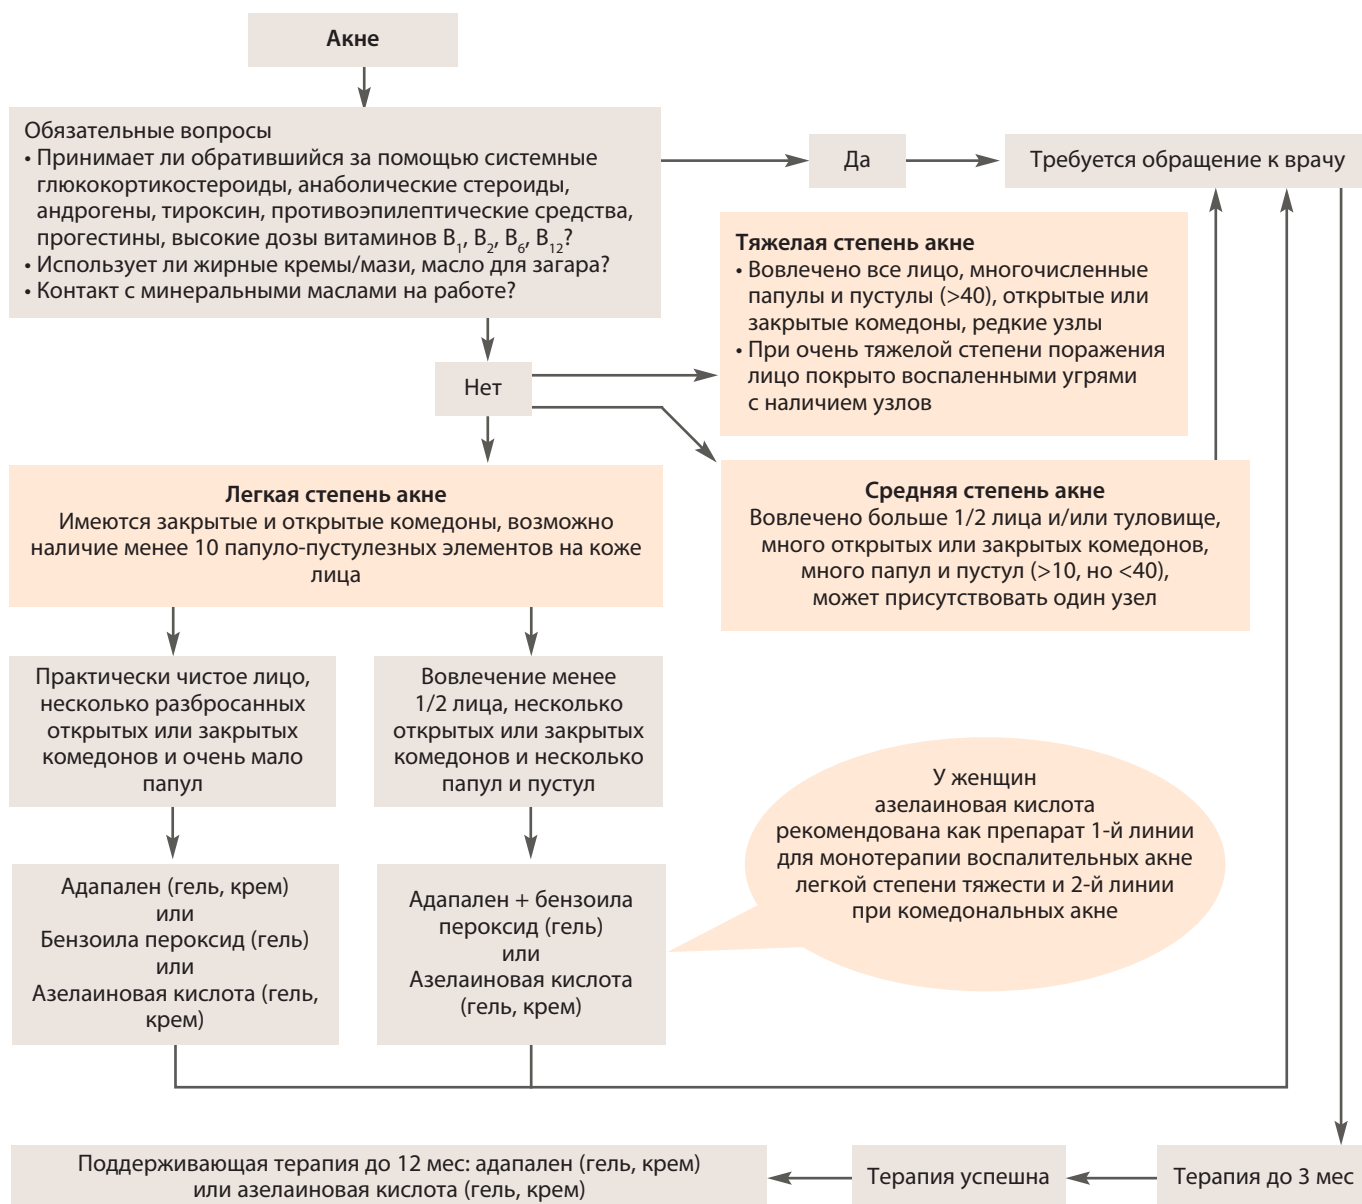 Акне
Обязательные вопросы
• Принимает ли обратившийся за помощью системные
глюкокортикостероиды, анаболические стероиды,
андрогены, тироксин, противоэпилептические средства,
прогестины, высокие дозы витаминов B₁, B₂, B₆, B₁₂?
• Использует ли жирные кремы/мази, масло для загара?
• Контакт с минеральными маслами на работе?
Да
Требуется обращение к врачу
Нет
Тяжелая степень акне
• Вовлечено все лицо, многочисленные
папулы и пустулы (>40), открытые или
закрытые комедоны, редкие узлы
• При очень тяжелой степени поражения
лицо покрыто воспаленными угрями
с наличием узлов
Легкая степень акне
Имеются закрытые и открытые комедоны, возможно
наличие менее 10 папуло-пустулезных элементов на коже
лица
Средняя степень акне
Вовлечено больше 1/2 лица и/или туловище,
много открытых или закрытых комедонов,
много папул и пустул (>10, но <40),
может присутствовать один узел
Практически чистое лицо,
несколько разбросанных
открытых или закрытых
комедонов и очень мало
папул
Вовлечение менее
1/2 лица, несколько
открытых или закрытых
комедонов и несколько
папул и пустул
У женщин
азелаиновая кислота
рекомендована как препарат 1-й линии
для монотерапии воспалительных акне
легкой степени тяжести и 2-й линии
при комедональных акне
Адапален (гель, крем)
или
Бензоила пероксид (гель)
или
Азелаиновая кислота (гель,
крем)
Адапален + бензоила
пероксид (гель)
или
Азелаиновая кислота
(гель, крем)
Поддерживающая терапия до 12 мес: адапален (гель, крем)
или азелаиновая кислота (гель, крем)
Терапия успешна
Терапия до 3 мес